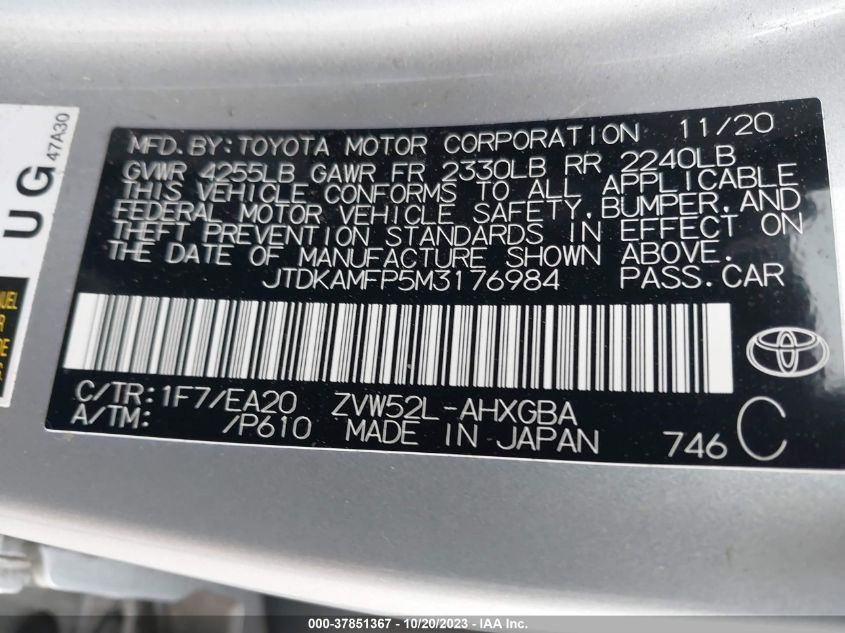 UG
47A30
MFD.BY:TOYOTA MOTOR CORPORATION 11/20
GVWR 4255LB GAWR FR 2330LB RR 2240LB
THIS VEHICLE CONFORMS TO ALL APPLICABLE
FEDERAL MOTOR VEHICLE SAFETY,BUMPER,AND
THEFT PREVENTION STANDARDS IN EFFECT ON
THE DATE OF MANUFACTURE SHOWN ABOVE.
JTDKAMFP5M3176984 PASS.CAR
C/TR:1F7/EA20 ZVW52L-AHXGBA
A/TM: /P610 MADE IN JAPAN 746 C
000-37851367 - 10/20/2023 - IAA Inc.